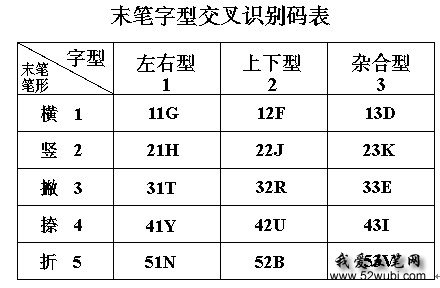 末笔字型交叉识别码表
字型 左右型 上下型 杂合型
末笔
笔形 1 2 3
横 1 11G 12F 13D
竖 2 21H 22J 23K
撇 3 31T 32R 33E
捺 4 41Y 42U 43I
折 5 51N 52B 53V
我爱五笔网
www.52wubi.com